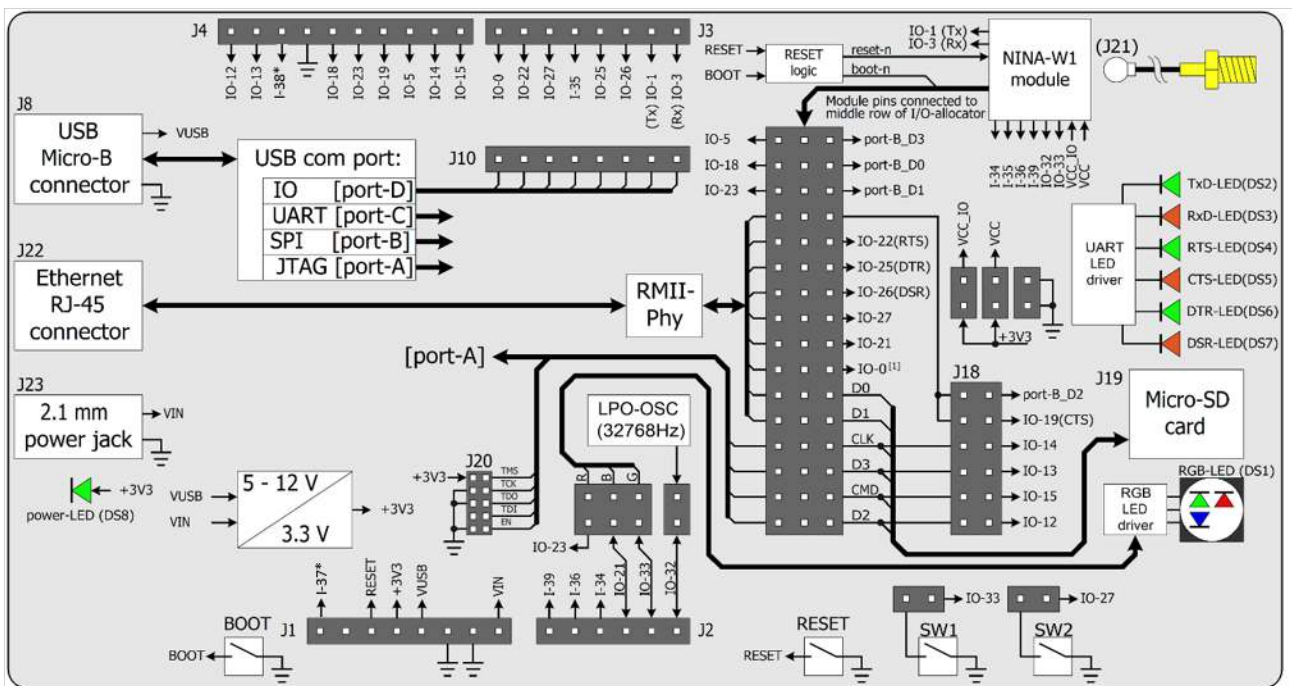 J4
IO-12
IO-13
I-38*
IO-18
IO-23
IO-19
IO-5
IO-14
IO-15
J3
IO-0
IO-22
IO-27
I-35
IO-25
IO-26
(Tx) IO-1
(Rx) IO-3
RESET
BOOT
RESET
logic
reset-n
boot-n
IO-1 (Tx)
IO-3 (Rx)
NINA-W1
module
(J21)
Module pins connected to
middle row of I/O-allocator
I-34
I-35
I-36
I-39
IO-32
IO-33
VCC_IO
VCC
J8
USB
Micro-B
connector
VUSB
USB com port:
IO [port-D]
UART [port-C]
SPI [port-B]
JTAG [port-A]
J10
IO-5
IO-18
IO-23
port-B_D3
port-B_D0
port-B_D1
IO-22(RTS)
IO-25(DTR)
IO-26(DSR)
IO-27
IO-21
IO-0[1]
D0
D1
CLK
D3
CMD
D2
VCC_IO
VCC
+3V3
UART
LED
driver
TxD-LED(DS2)
RxD-LED(DS3)
RTS-LED(DS4)
CTS-LED(DS5)
DTR-LED(DS6)
DSR-LED(DS7)
J22
Ethernet
RJ-45
connector
RMII-
Phy
[port-A]
J23
2.1 mm
power jack
VIN
LPO-OSC
(32768Hz)
J18
port-B_D2
IO-19(CTS)
IO-14
IO-13
IO-15
IO-12
J19
Micro-SD
card
RGB-LED (DS1)
RGB
LED
driver
+3V3
power-LED (DS8)
VUSB
VIN
5 - 12 V
3.3 V
+3V3
J20
+3V3
TMS
TCK
TDO
TDI
EN
R
B
G
IO-23
I-37*
RESET
+3V3
VUSB
VIN
J1
I-39
I-36
I-34
IO-21
IO-33
IO-32
J2
BOOT
BOOT
RESET
RESET
IO-33
SW1
IO-27
SW2